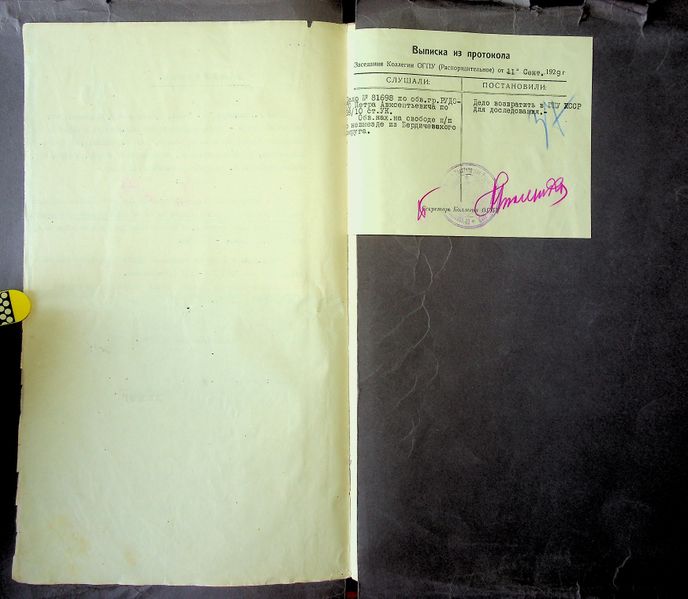 Выписка из протокола
Заседания Коллегии ОГПУ (Распорядительное) от 11" Сент. 1929 г
СЛУШАЛИ:
Дело № 81698 по обв.гр.РУДО-
Петра Авксентьевича по
/10 ст.УК.
Обв.нах.на свободе п/п
о невыезде из Бердичевского
округа.
ПОСТАНОВИЛИ:
Дело возвратить в ГПУ УССР
для доследования.-
Секретарь Коллегии ОГПУ